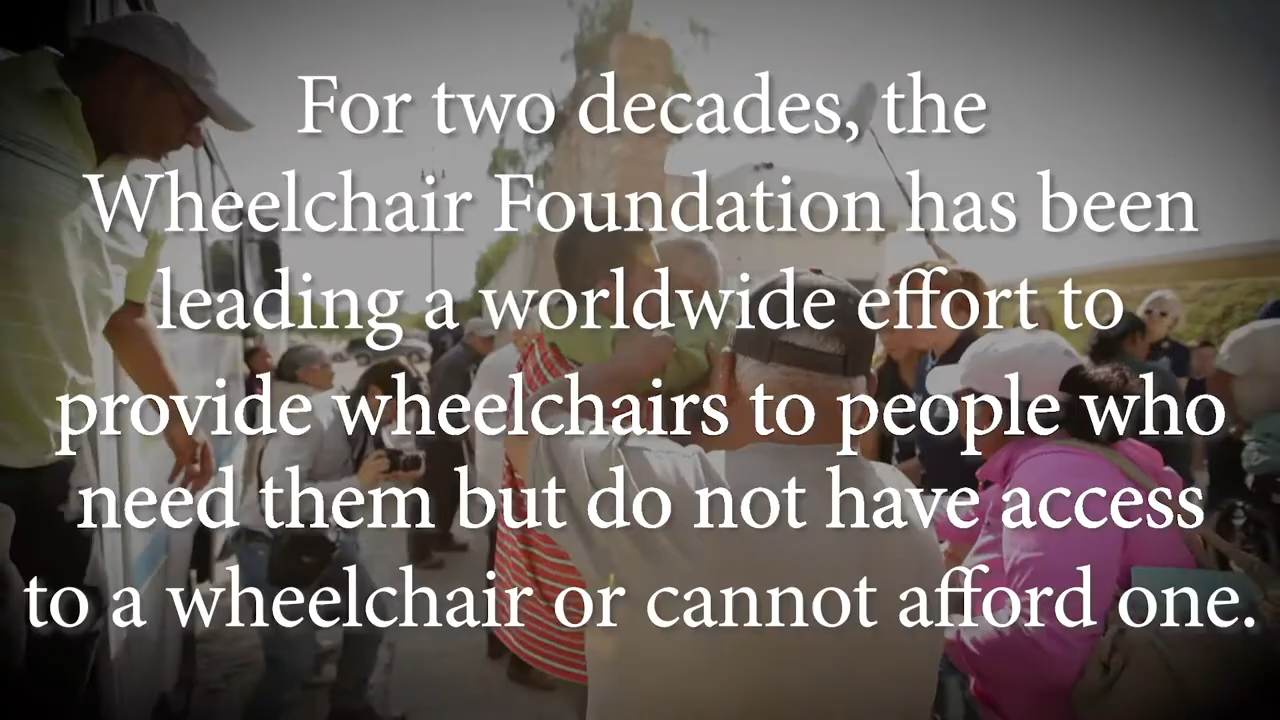 For two decades, the
Wheelchair Foundation has been
leading a worldwide effort to
provide wheelchairs to people who
need them but do not have access
to a wheelchair or cannot afford one.